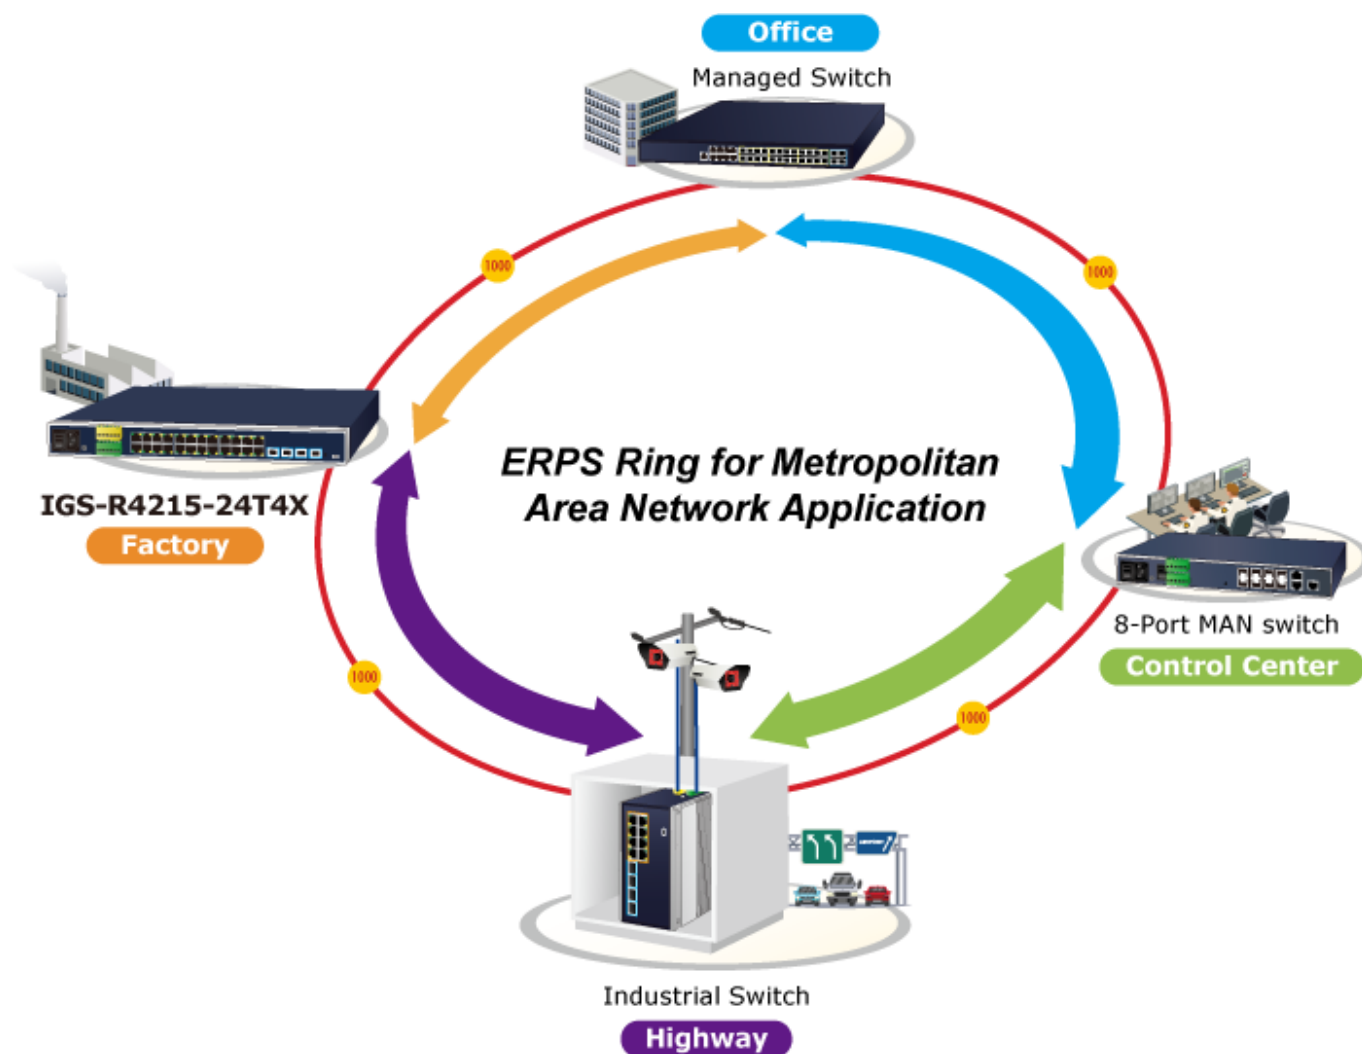 Office
Managed Switch
1000
1000
ERPS Ring for Metropolitan
Area Network Application
IGS-R4215-24T4X
Factory
8-Port MAN switch
Control Center
1000
1000
Industrial Switch
Highway